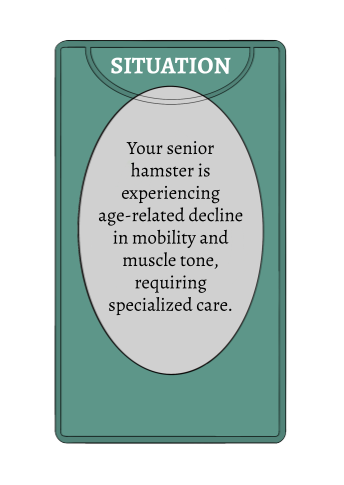 SITUATION
Your senior
hamster is
experiencing
age-related decline
in mobility and
muscle tone,
requiring
specialized care.